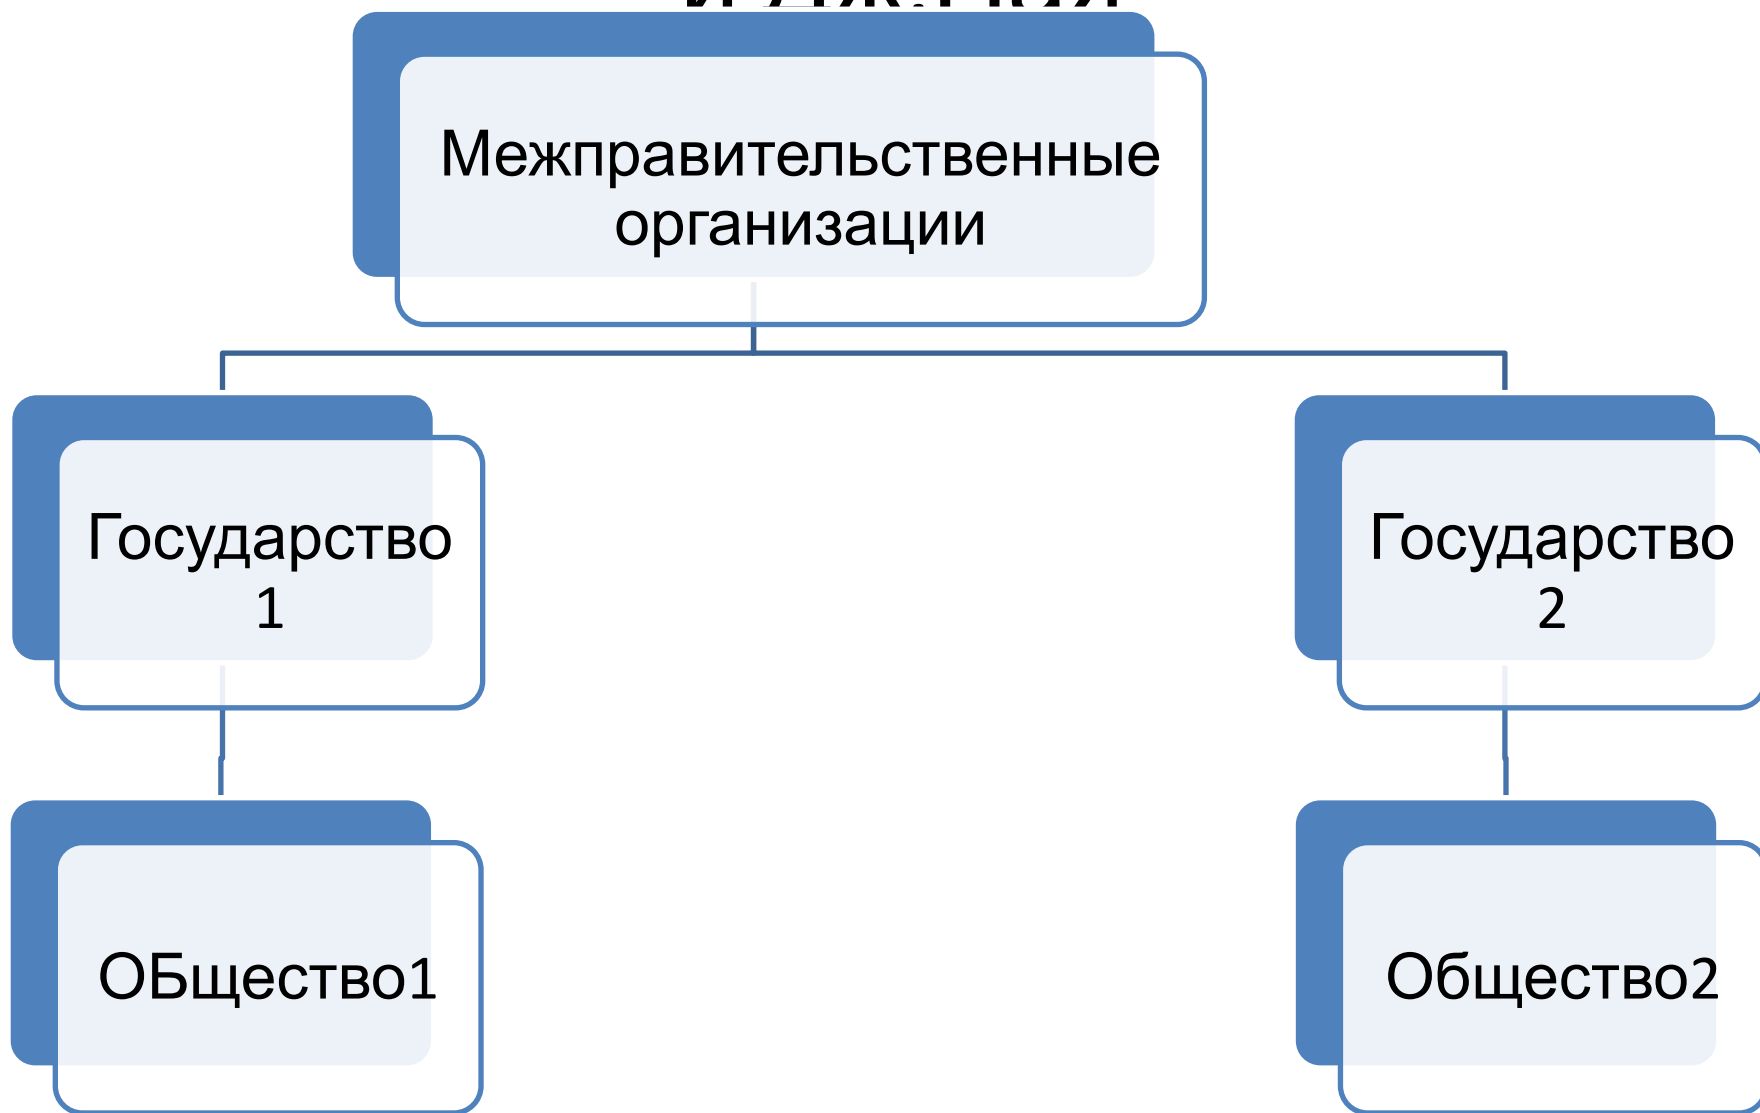 Межправительственные
организации
Государство
1
Государство
2
ОБщество1
Общество2